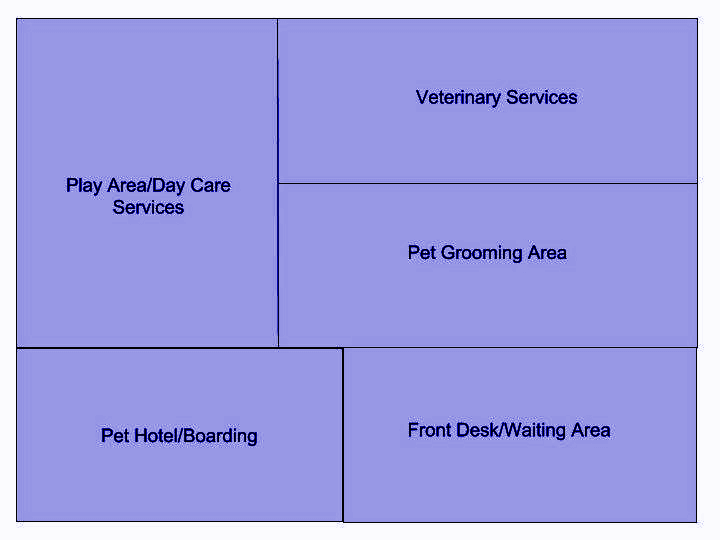 Veterinary Services
Play Area/Day Care
Services
Pet Grooming Area
Pet Hotel/Boarding
Front Desk/Waiting Area